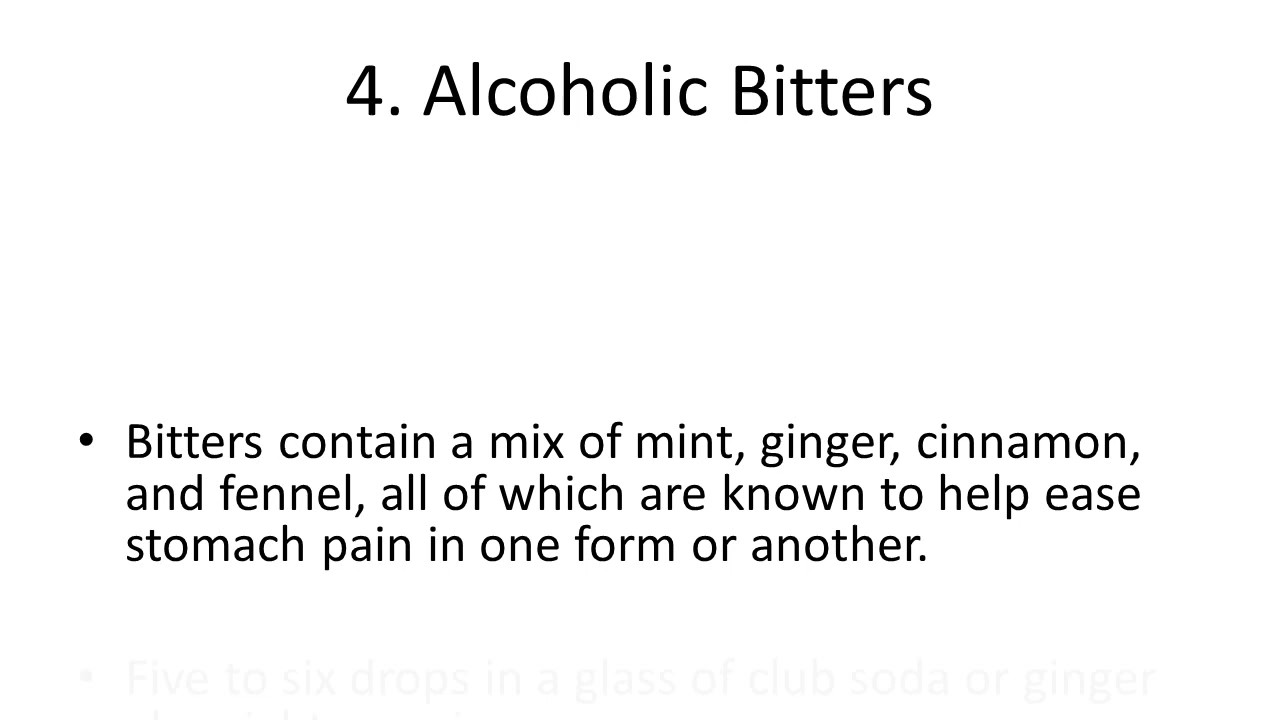 4. Alcoholic Bitters
• Bitters contain a mix of mint, ginger, cinnamon,
and fennel, all of which are known to help ease
stomach pain in one form or another.
• Five to six drops in a glass of club soda or ginger